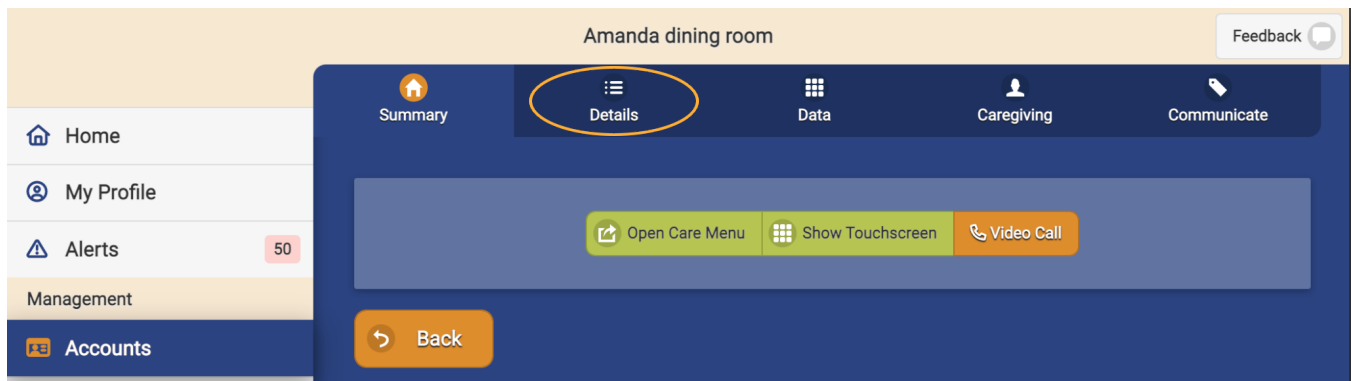 Amanda dining room
Feedback
Summary
Details
Data
Caregiving
Communicate
Home
My Profile
Alerts
50
Management
Accounts
Open Care Menu
Show Touchscreen
Video Call
Back